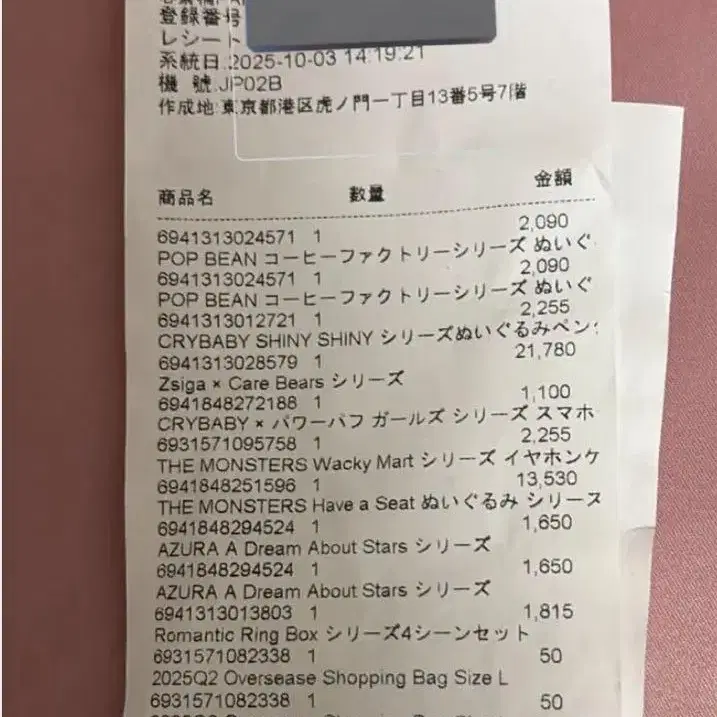 登録番号
レシート
系統日:2025-10-03 14:19:21
機 號:JP02B
作成地:東京都港区虎ノ門一丁目13番5号7階
商品名 数量 金額
6941313024571 1 2,090
POP BEAN コーヒーファクトリーシリーズ ぬいぐ
6941313024571 1 2,090
POP BEAN コーヒーファクトリーシリーズ ぬいぐ
6941313012721 1 2,255
CRYBABY SHINY SHINY シリーズぬいぐるみペン
6941313028579 1 21,780
Zsiga × Care Bears シリーズ
6941848272188 1 1,100
CRYBABY × パワーパフ ガールズ シリーズ スマホ
6931571095758 1 2,255
THE MONSTERS Wacky Mart シリーズ イヤホンケ
6941848251596 1 13,530
THE MONSTERS Have a Seat ぬいぐるみ シリーズ
6941848294524 1 1,650
AZURA A Dream About Stars シリーズ
6941848294524 1 1,650
AZURA A Dream About Stars シリーズ
6941313013803 1 1,815
Romantic Ring Box シリーズ4シーンセット
6931571082338 1 50
2025Q2 Oversease Shopping Bag Size L
6931571082338 1 50